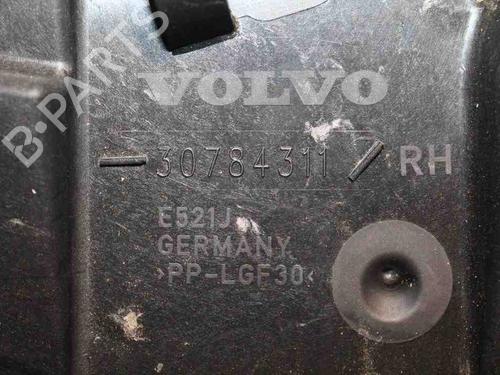 VOLVO
30784311 RH
E521J
GERMANY
>PP-LGF30<
B-PARTS